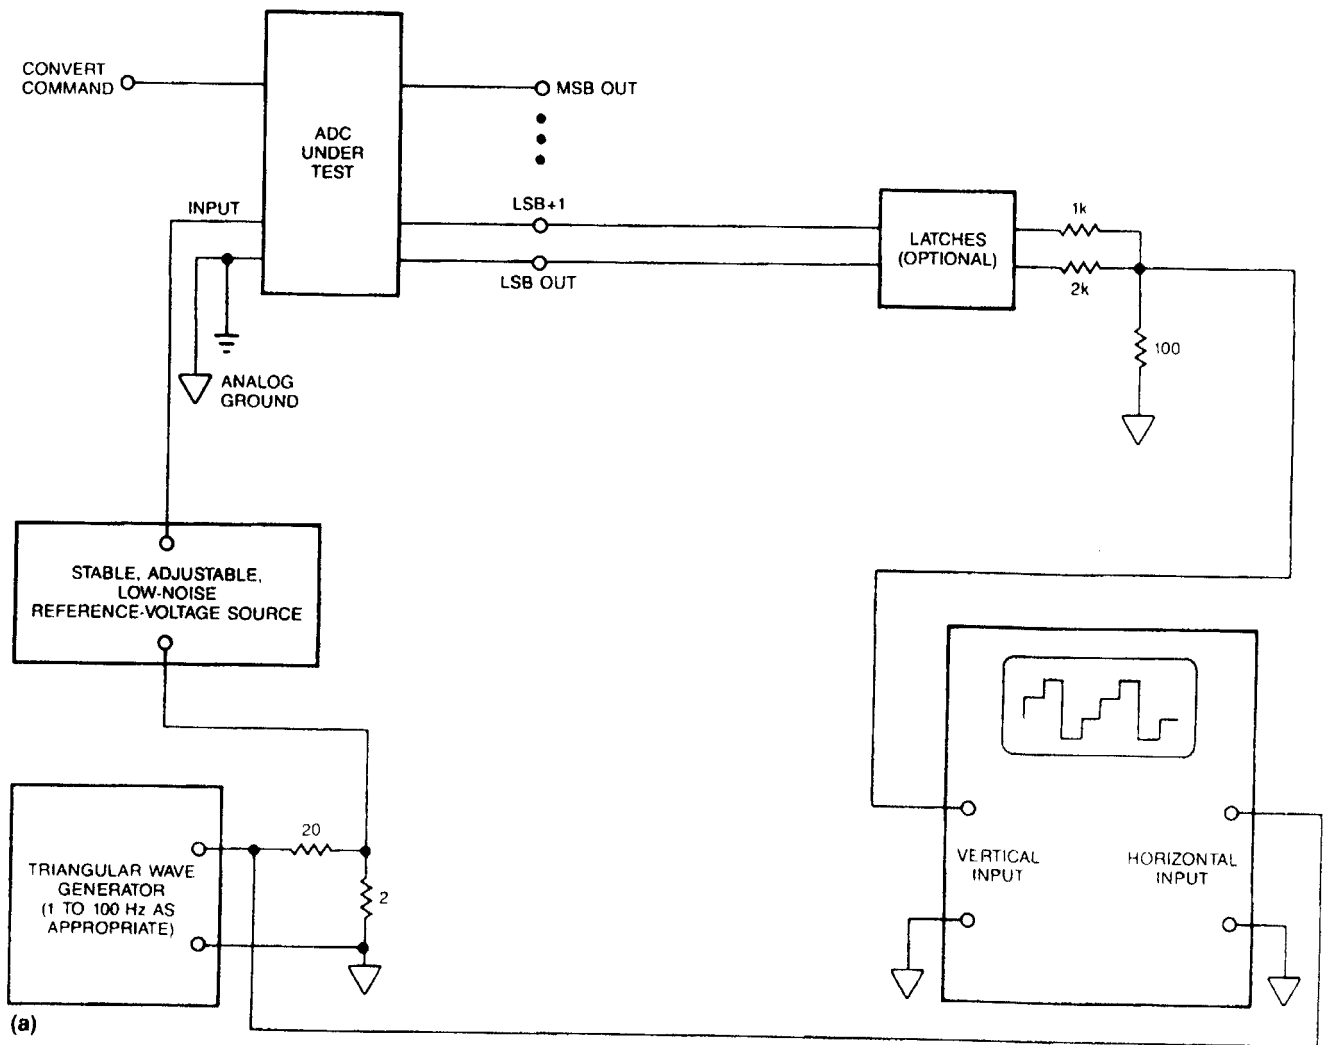 CONVERT
COMMAND
ADC
UNDER
TEST
MSB OUT
INPUT
LSB+1
LSB OUT
ANALOG
GROUND
LATCHES
(OPTIONAL)
1k
2k
100
STABLE, ADJUSTABLE,
LOW-NOISE
REFERENCE-VOLTAGE SOURCE
20
2
TRIANGULAR WAVE
GENERATOR
(1 TO 100 Hz AS
APPROPRIATE)
VERTICAL
INPUT
HORIZONTAL
INPUT
(a)